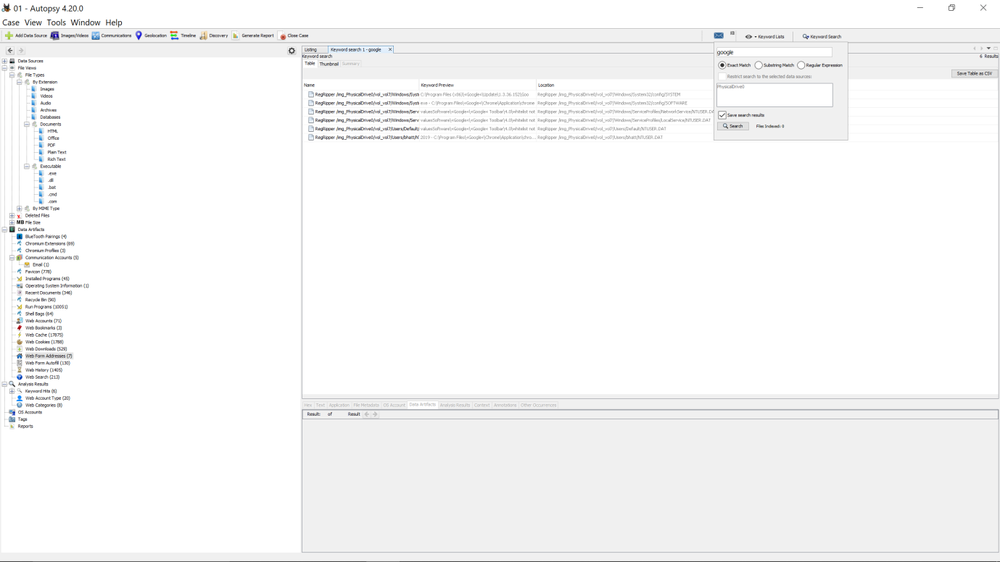 01 - Autopsy 4.20.0
Case View Tools Window Help
Add Data Source Images/Videos Communications Geolocation Timeline Discovery Generate Report Close Case Keyword Lists Keyword Search
Data Sources
File Views
File Types
By Extension
Images
Videos
Audio
Archives
Databases
Documents
HTML
Office
PDF
Plain Text
Rich Text
Executable
.exe
.dll
.bat
.cmd
.com
By MIME Type
Deleted Files
MB File Size
Data Artifacts
BlueTooth Pairings (4)
Chromium Extensions (69)
Chromium Profiles (3)
Communication Accounts (5)
Email (1)
Favicon (778)
Installed Programs (45)
Operating System Information (1)
Recent Documents (346)
Recycle Bin (90)
Run Programs (10051)
Shell Bags (64)
Web Accounts (71)
Web Bookmarks (3)
Web Cache (17875)
Web Cookies (1788)
Web Downloads (529)
Web Form Addresses (7)
Web Form Autofill (130)
Web History (1405)
Web Search (213)
Analysis Results
Keyword Hits (6)
Web Account Type (20)
Web Categories (8)
OS Accounts
Tags
Reports
Listing Keyword search 1 - google
Keyword search
6 Results
Table Thumbnail Summary
Save Table as CSV
Name Keyword Preview Location
RegRipper /img_PhysicalDrive0/vol_vol7/Windows/Syst C:\Program Files (x86)\«Google«\Update\1.3.36.152\Goo RegRipper /img_PhysicalDrive0/vol_vol7/Windows/System32/config/SYSTEM
RegRipper /img_PhysicalDrive0/vol_vol7/Windows/Syst exe - C:\Program Files\«Google«\Chrome\Application\chrome RegRipper /img_PhysicalDrive0/vol_vol7/Windows/System32/config/SOFTWARE
RegRipper /img_PhysicalDrive0/vol_vol7/Windows/Serv valuesSoftware\«Google«\«Google« Toolbar\4.0\whitelist not RegRipper /img_PhysicalDrive0/vol_vol7/Windows/ServiceProfiles/NetworkService/NTUSER.DA
RegRipper /img_PhysicalDrive0/vol_vol7/Windows/Serv valuesSoftware\«Google«\«Google« Toolbar\4.0\whitelist not RegRipper /img_PhysicalDrive0/vol_vol7/Windows/ServiceProfiles/LocalService/NTUSER.DAT
RegRipper /img_PhysicalDrive0/vol_vol7/Users/Default/ valuesSoftware\«Google«\«Google« Toolbar\4.0\whitelist not RegRipper /img_PhysicalDrive0/vol_vol7/Users/Default/NTUSER.DAT
RegRipper /img_PhysicalDrive0/vol_vol7/Users/bhatt/N 2019 - C:\Program Files\«Google«\Chrome\Application\chro... RegRipper /img_PhysicalDrive0/vol_vol7/Users/bhatt/NTUSER.DAT
google
Exact Match Substring Match Regular Expression
Restrict search to the selected data sources:
PhysicalDrive0
Save search results
Search Files Indexed: 0
Hex Text Application File Metadata OS Account Data Artifacts Analysis Results Context Annotations Other Occurrences
Result: of Result